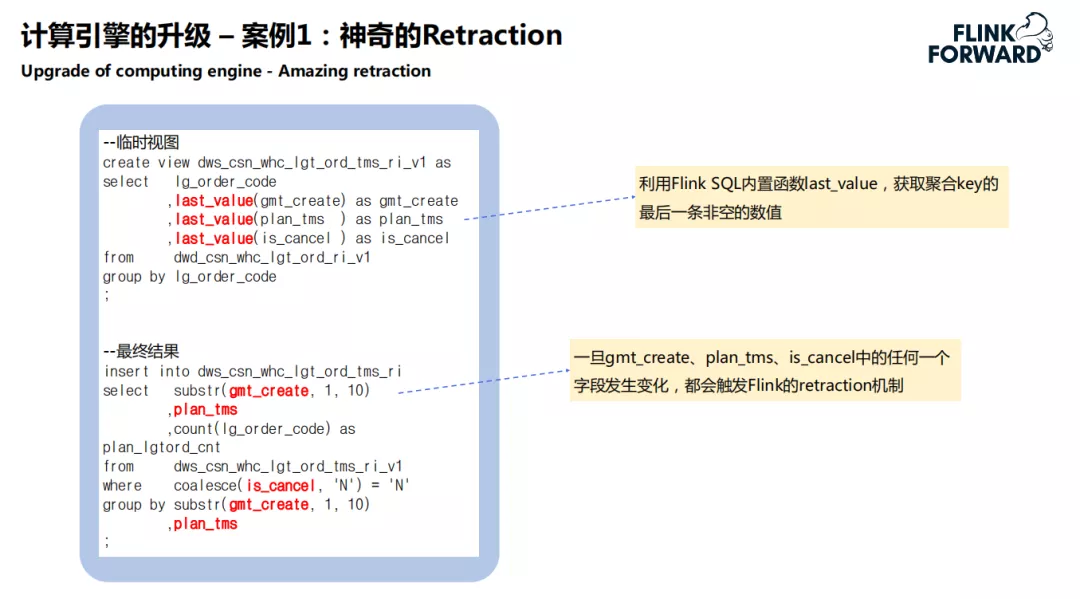 计算引擎的升级 – 案例1：神奇的Retraction
Upgrade of computing engine - Amazing retraction
FLINK
FORWARD
--临时视图
create view dws_csn_whc_lgt_ord_tms_ri_v1 as
select lg_order_code
,last_value(gmt_create) as gmt_create
,last_value(plan_tms ) as plan_tms
,last_value(is_cancel ) as is_cancel
from dwd_csn_whc_lgt_ord_ri_v1
group by lg_order_code
;
利用Flink SQL内置函数last_value，获取聚合key的
最后一条非空的数值
--最终结果
insert into dws_csn_whc_lgt_ord_tms_ri
select substr(gmt_create, 1, 10)
,plan_tms
,count(lg_order_code) as
plan_lgtord_cnt
from dws_csn_whc_lgt_ord_tms_ri_v1
where coalesce(is_cancel, 'N') = 'N'
group by substr(gmt_create, 1, 10)
,plan_tms
;
一旦gmt_create、plan_tms、is_cancel中的任何一个
字段发生变化，都会触发Flink的retraction机制